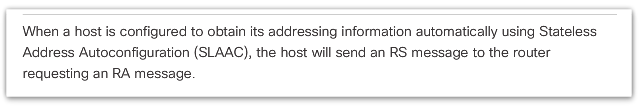 When a host is configured to obtain its addressing information automatically using Stateless
Address Autoconfiguration (SLAAC), the host will send an RS message to the router
requesting an RA message.